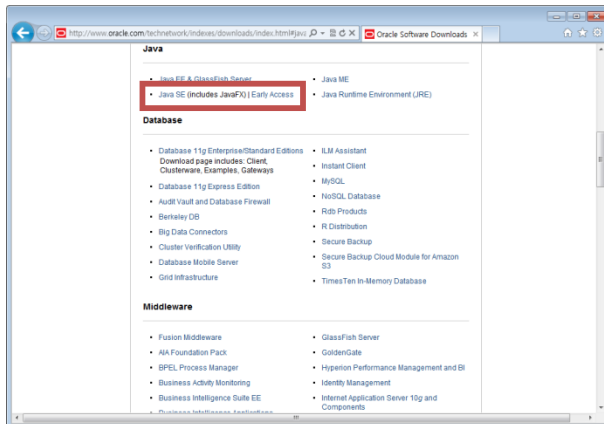 http://www.oracle.com/technetwork/indexes/downloads/index.html#java
Oracle Software Downloads
Java
Java EE & GlassFish Server
Java SE (includes JavaFX) | Early Access
Java ME
Java Runtime Environment (JRE)
Database
Database 11g Enterprise/Standard Editions
Download page includes: Client,
Clusterware, Examples, Gateways
Database 11g Express Edition
Audit Vault and Database Firewall
Berkeley DB
Big Data Connectors
Cluster Verification Utility
Database Mobile Server
Grid Infrastructure
ILM Assistant
Instant Client
MySQL
NoSQL Database
Rdb Products
R Distribution
Secure Backup
Secure Backup Cloud Module for Amazon
S3
TimesTen In-Memory Database
Middleware
Fusion Middleware
AIA Foundation Pack
BPEL Process Manager
Business Activity Monitoring
Business Intelligence Suite EE
Business Intelligence Applications
GlassFish Server
GoldenGate
Hyperion Performance Management and BI
Identity Management
Internet Application Server 10g and
Components